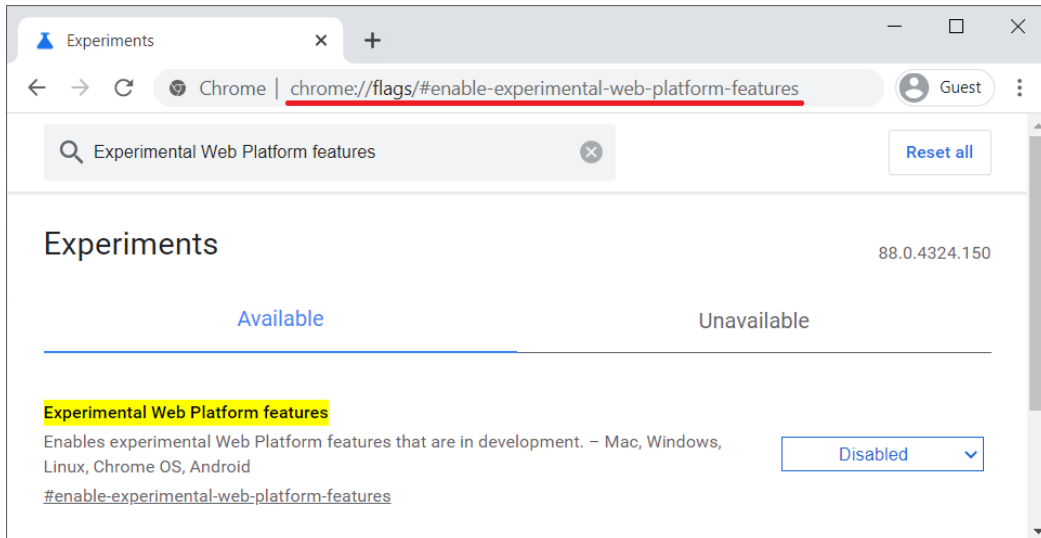 Experiments
Chrome | chrome://flags/#enable-experimental-web-platform-features
Guest
Experimental Web Platform features
Reset all
Experiments
88.0.4324.150
Available
Unavailable
Experimental Web Platform features
Enables experimental Web Platform features that are in development. – Mac, Windows,
Linux, Chrome OS, Android
Disabled
#enable-experimental-web-platform-features